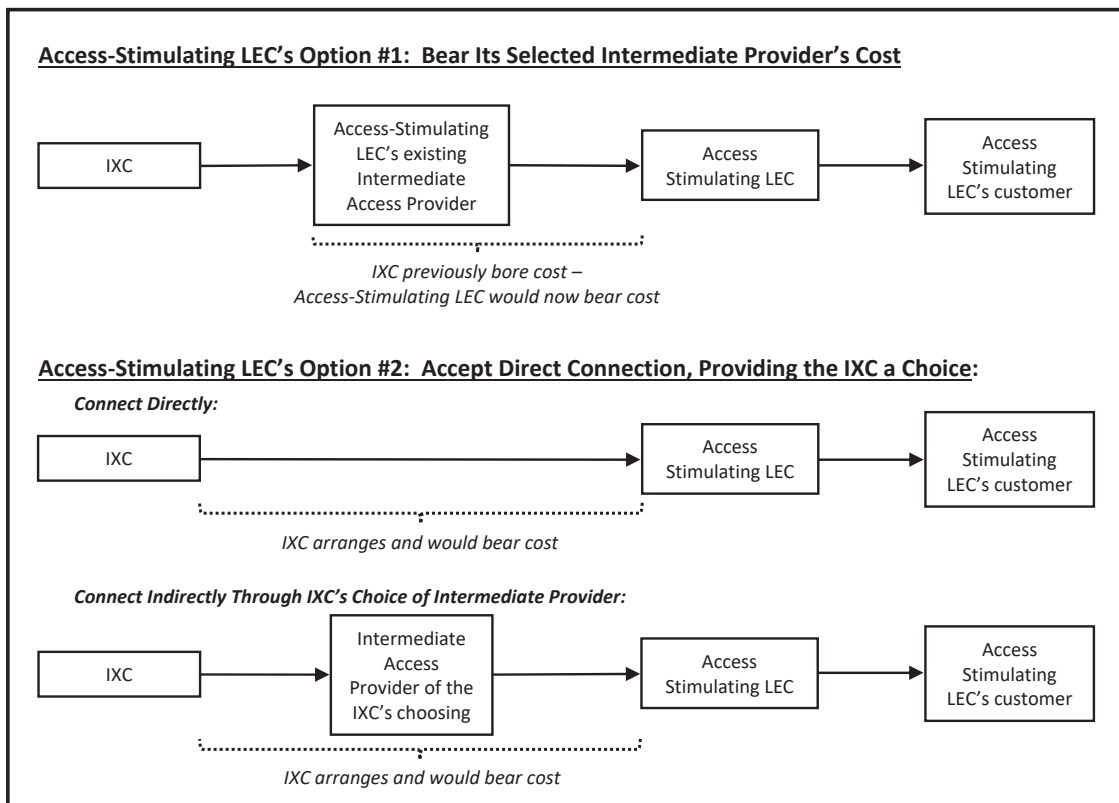 Access-Stimulating LEC’s Option #1:  Bear Its Selected Intermediate Provider’s Cost
IXC
Access-Stimulating
LEC’s existing
Intermediate
Access Provider
Access
Stimulating LEC
Access
Stimulating
LEC’s customer
IXC previously bore cost –
Access-Stimulating LEC would now bear cost
Access-Stimulating LEC’s Option #2:  Accept Direct Connection, Providing the IXC a Choice:
Connect Directly:
IXC
Access
Stimulating LEC
Access
Stimulating
LEC’s customer
IXC arranges and would bear cost
Connect Indirectly Through IXC’s Choice of Intermediate Provider:
IXC
Intermediate
Access
Provider of the
IXC’s choosing
Access
Stimulating LEC
Access
Stimulating
LEC’s customer
IXC arranges and would bear cost